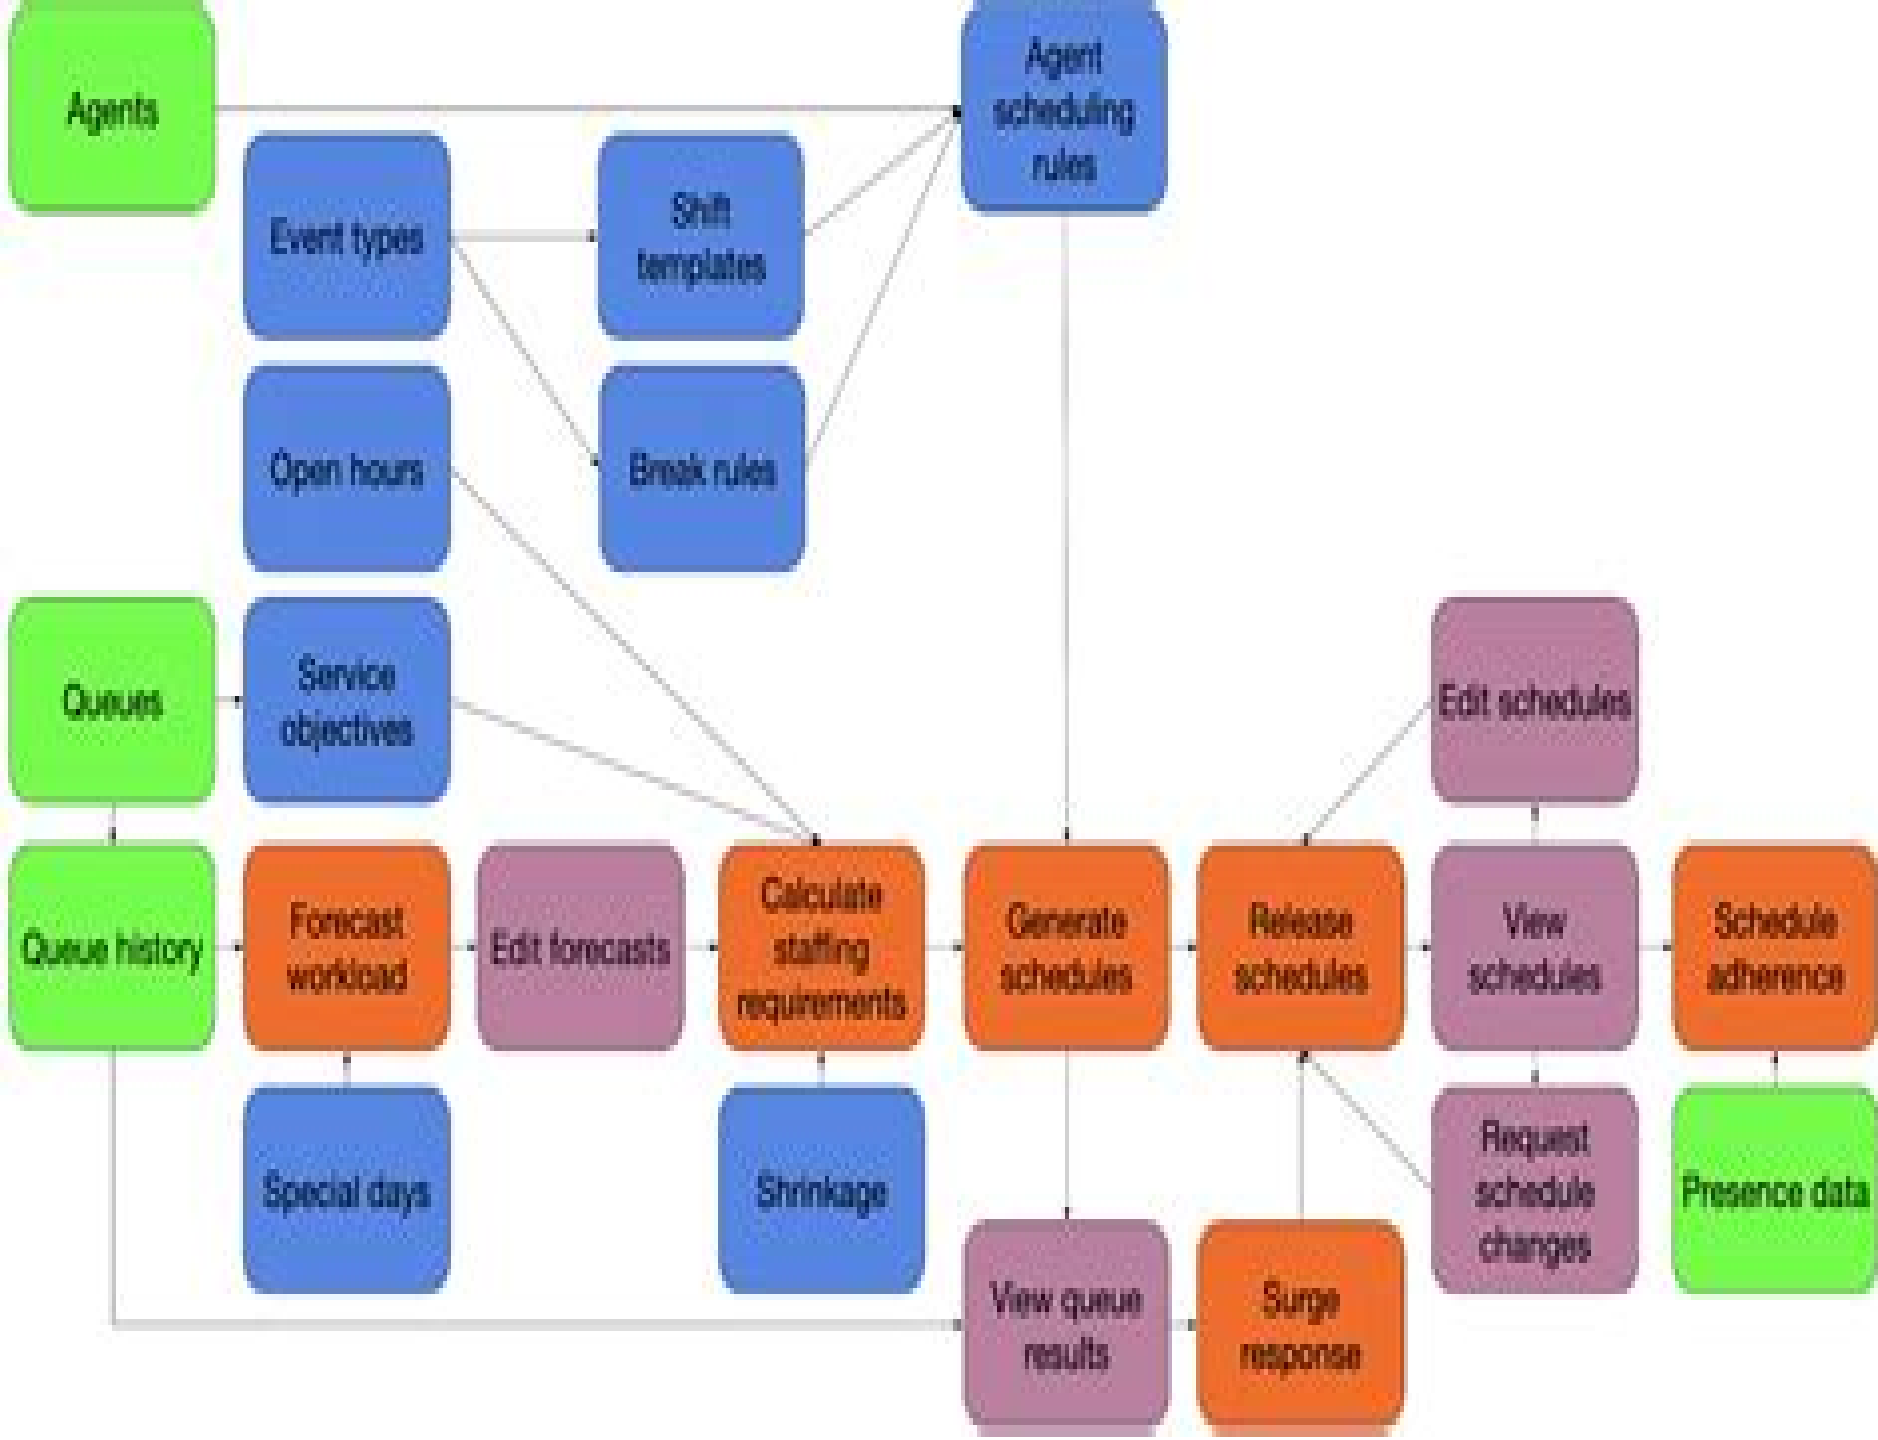 Agents
Agent
scheduling
rules
Event types
Shift
templates
Open hours
Break rules
Queues
Service
objectives
Edit schedules
Queue history
Forecast
workload
Edit forecasts
Calculate
staffing
requirements
Generate
schedules
Release
schedules
View
schedules
Schedule
adherence
Special days
Shrinkage
Request
schedule
changes
Presence data
View queue
results
Surge
response